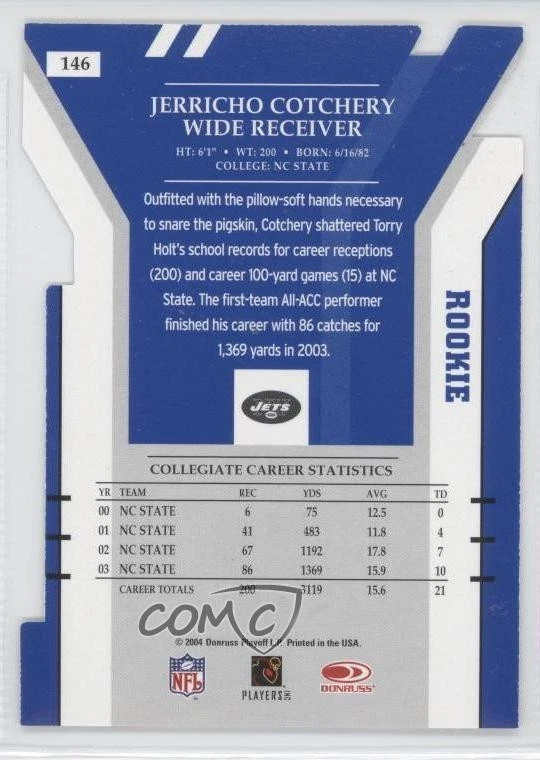 146
JERRICHO COTCHERY
WIDE RECEIVER
HT: 6'1" • WT: 200 • BORN: 6/16/82
COLLEGE: NC STATE
Outfitted with the pillow-soft hands necessary
to snare the pigskin, Cotchery shattered Torry
Holt's school records for career receptions
(200) and career 100-yard games (15) at NC
State. The first-team All-ACC performer
finished his career with 86 catches for
1,369 yards in 2003.
ROOKIE
JETS
COLLEGIATE CAREER STATISTICS
YR TEAM REC YDS AVG TD
00 NC STATE 6 75 12.5 0
01 NC STATE 41 483 11.8 4
02 NC STATE 67 1192 17.8 7
03 NC STATE 86 1369 15.9 10
CAREER TOTALS 200 3119 15.6 21
COMC
© 2004 Donruss Playoff L.P. Printed in the USA.
NFL
PLAYERS INC
DONRUSS